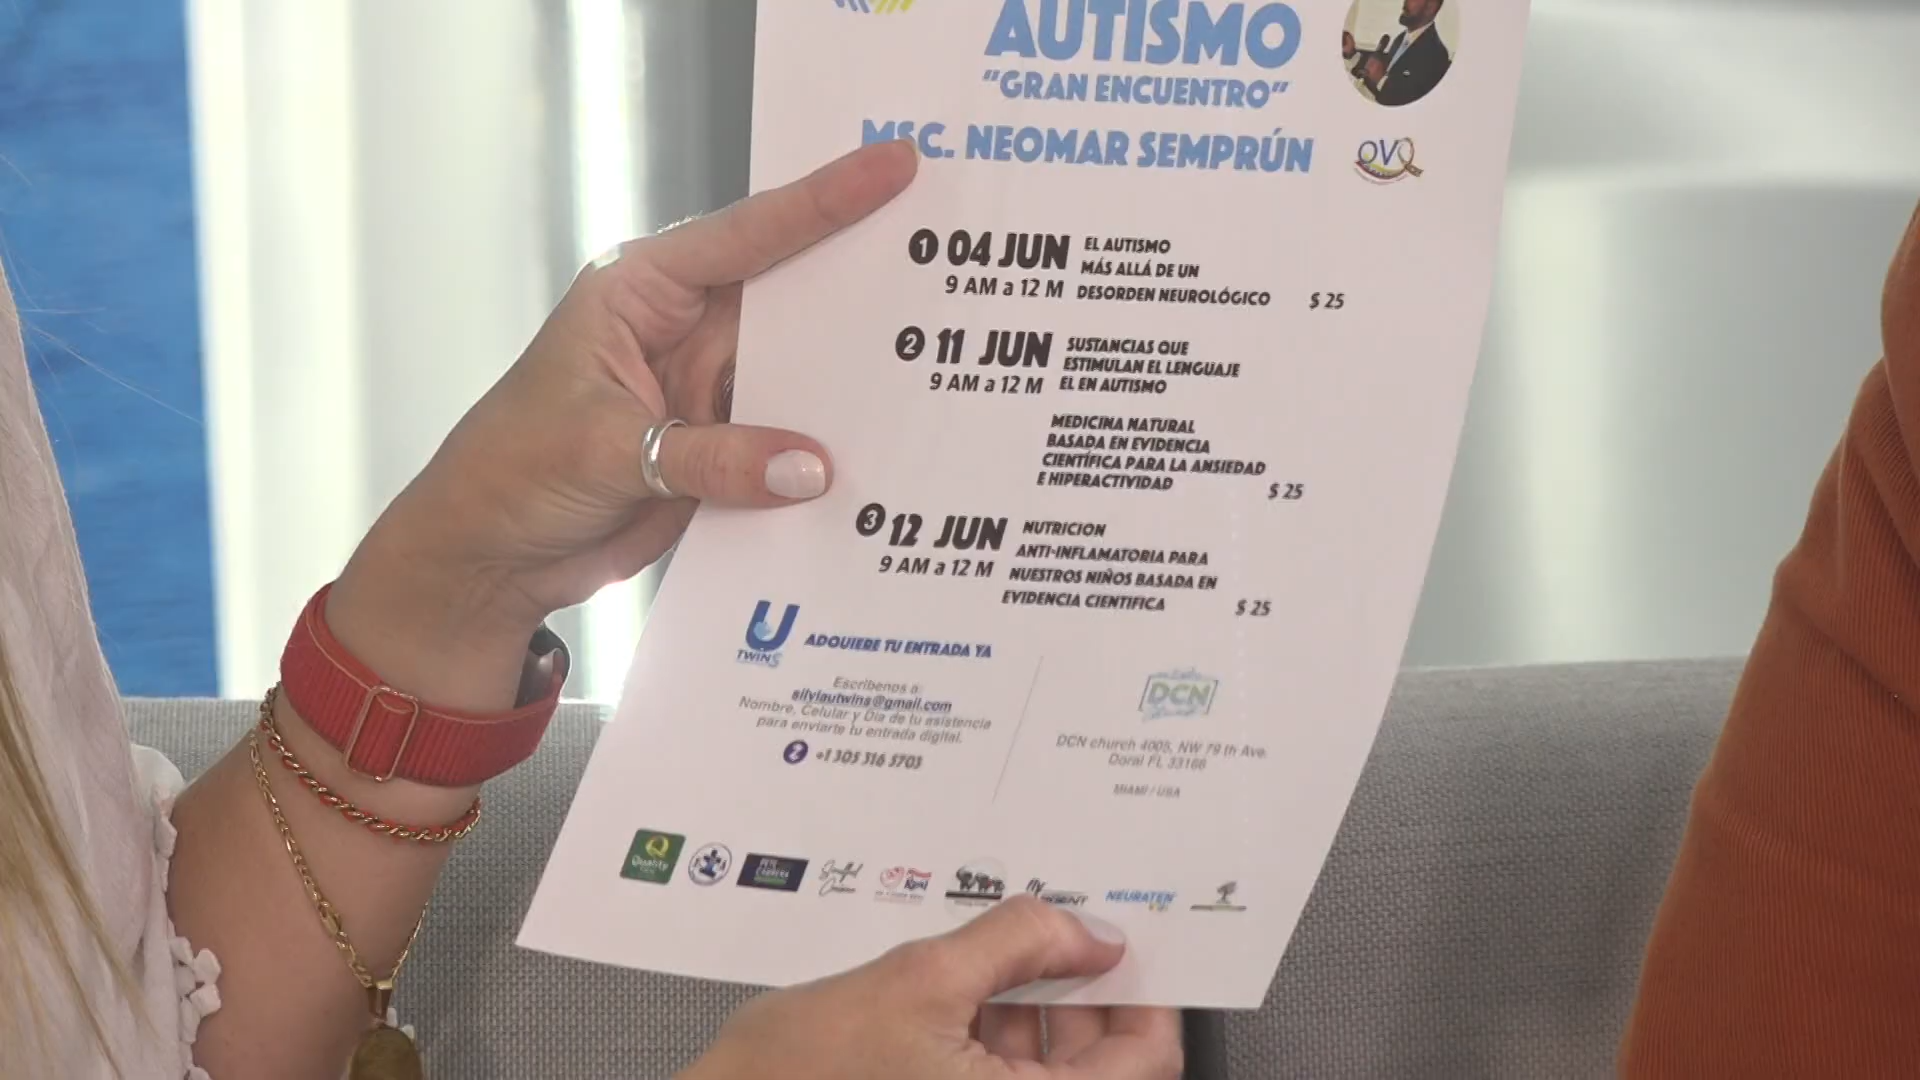 AUTISMO
"GRAN ENCUENTRO"
MSC. NEOMAR SEMPRÚN
OVO
1 04 JUN
9 AM a 12 M
EL AUTISMO
MÁS ALLÁ DE UN
DESORDEN NEUROLÓGICO $ 25
2 11 JUN
9 AM a 12 M
SUSTANCIAS QUE
ESTIMULAN EL LENGUAJE
EL EN AUTISMO
MEDICINA NATURAL
BASADA EN EVIDENCIA
CIENTÍFICA PARA LA ANSIEDAD
E HIPERACTIVIDAD $ 25
3 12 JUN
9 AM a 12 M
NUTRICION
ANTI-INFLAMATORIA PARA
NUESTROS NIÑOS BASADA EN
EVIDENCIA CIENTIFICA $ 25
U
TWINS
ADQUIERE TU ENTRADA YA
Escribenos a:
silviautwins@gmail.com
Nombre, Celular y Dia de tu asistencia
para enviarte tu entrada digital.
+1 305 316 5703
DCN
DCN church 4005, NW 79 th Ave.
Doral FL 33166
MIAMI / USA
Quality
NEURATEN